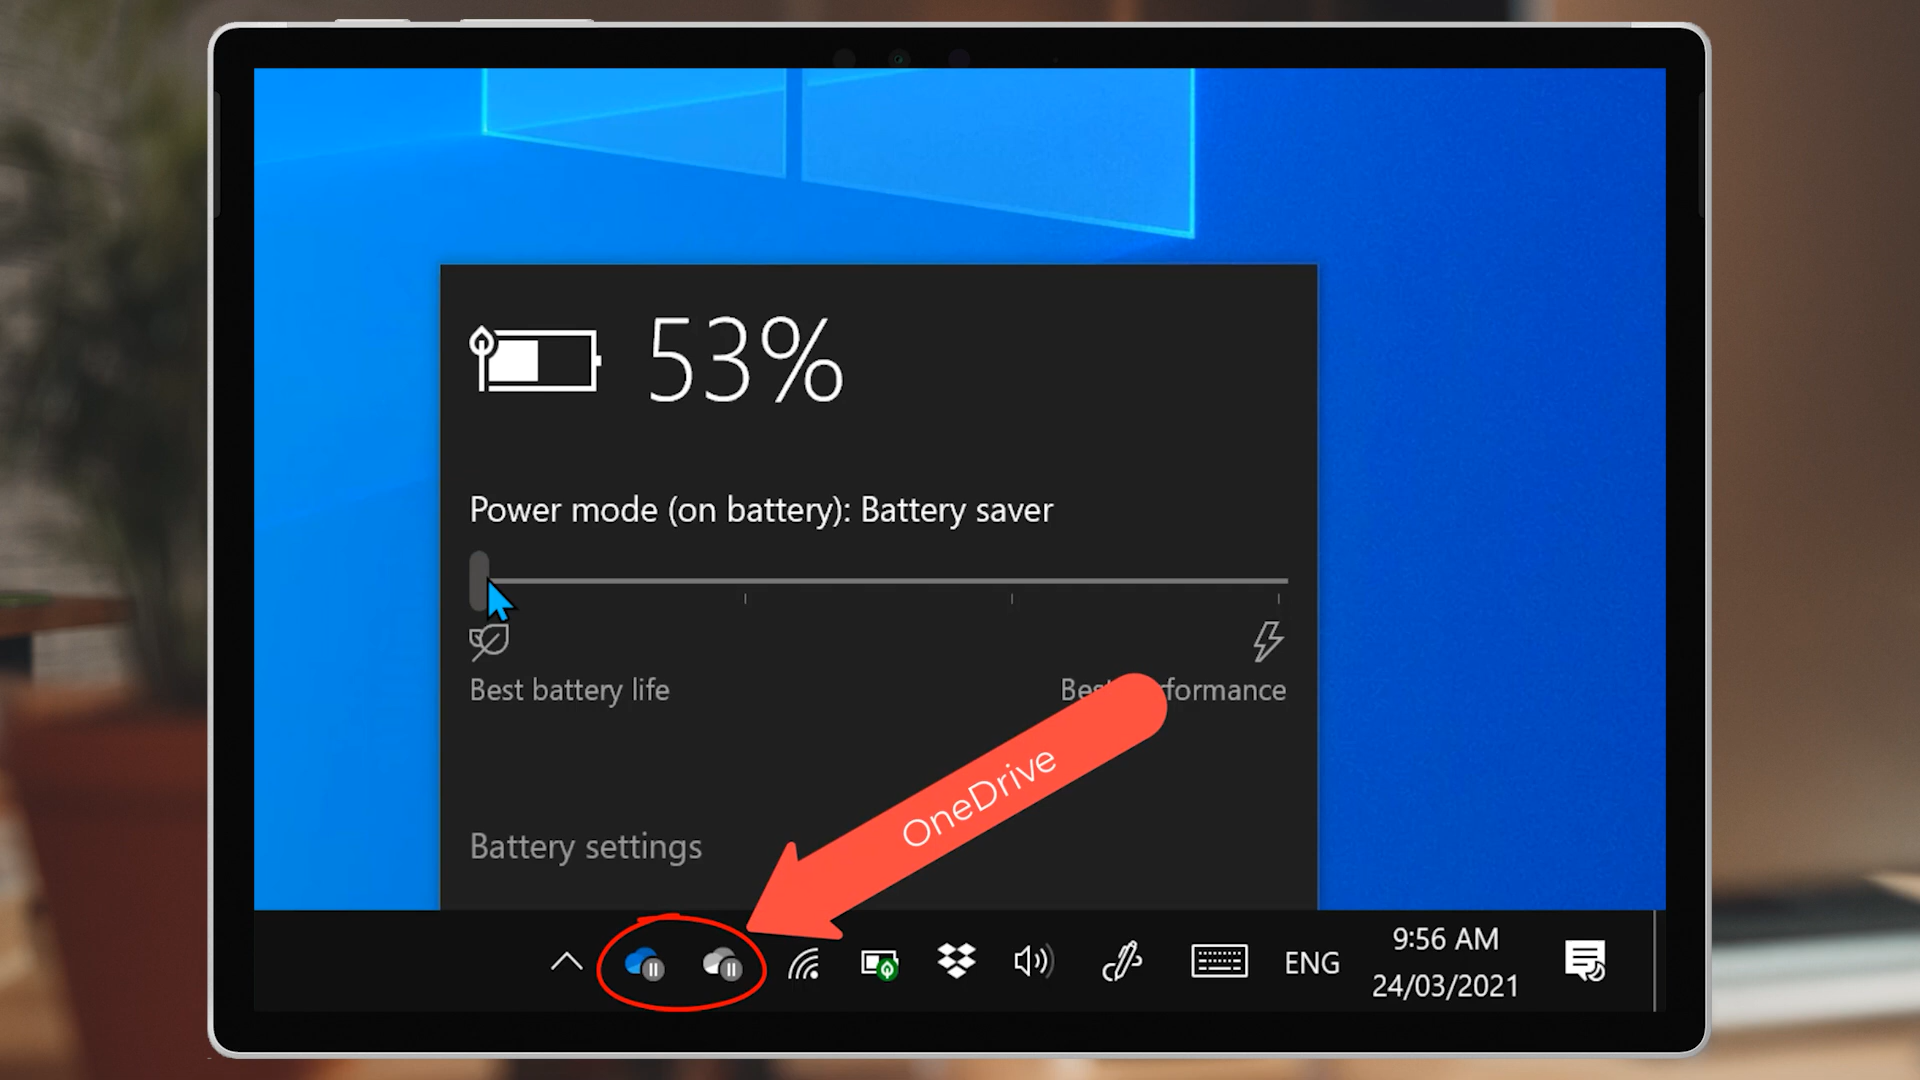 53%
Power mode (on battery): Battery saver
Best battery life
Bes formance
OneDrive
Battery settings
ENG
9:56 AM
24/03/2021